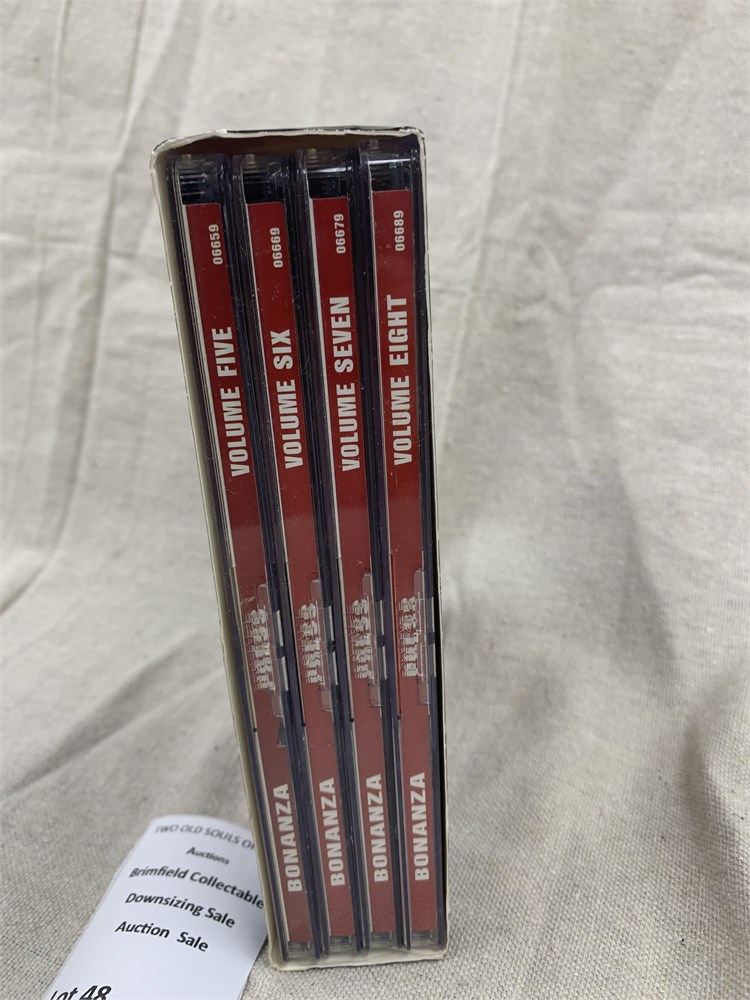 06659
VOLUME FIVE
BONANZA
06669
VOLUME SIX
BONANZA
06679
VOLUME SEVEN
BONANZA
06689
VOLUME EIGHT
BONANZA
TWO OLD SOULS
Auctions
Brimfield Collectable
Downsizing Sale
Auction Sale
Lot 48